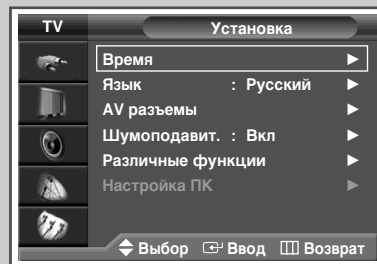 TV Установка
Время
Язык : Русский
AV разъемы
Шумоподавит. : Вкл
Различные функции
Настройка ПК
Выбор Ввод Возврат